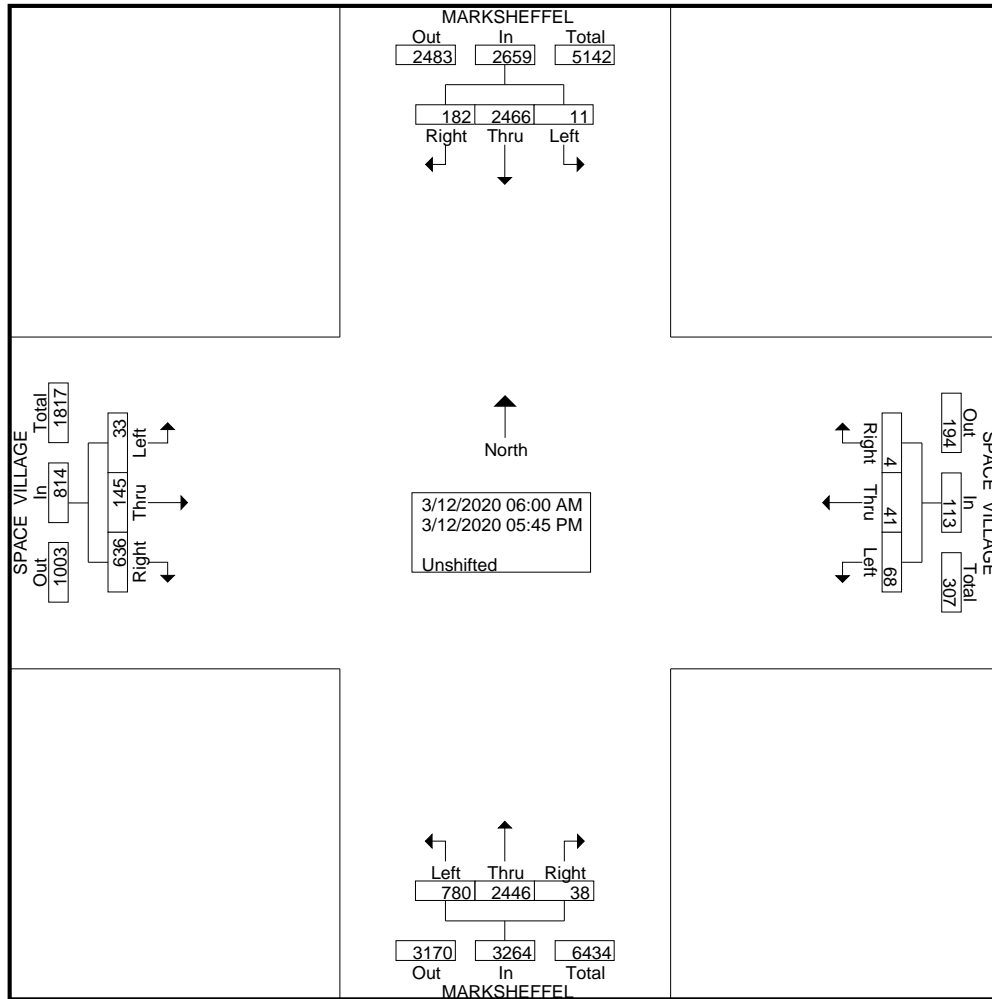 MARKSHEFFEL
Out In Total
2483 2659 5142
182 2466 11
Right Thru Left
SPACE VILLAGE
Out In Total
1003 814 1817
Left Thru Right
33 145 636
North
3/12/2020 06:00 AM
3/12/2020 05:45 PM
Unshifted
Right Thru Left
4 41 68
Out In Total
194 113 307
SPACE VILLAGE
Left Thru Right
780 2446 38
3170 3264 6434
Out In Total
MARKSHEFFEL